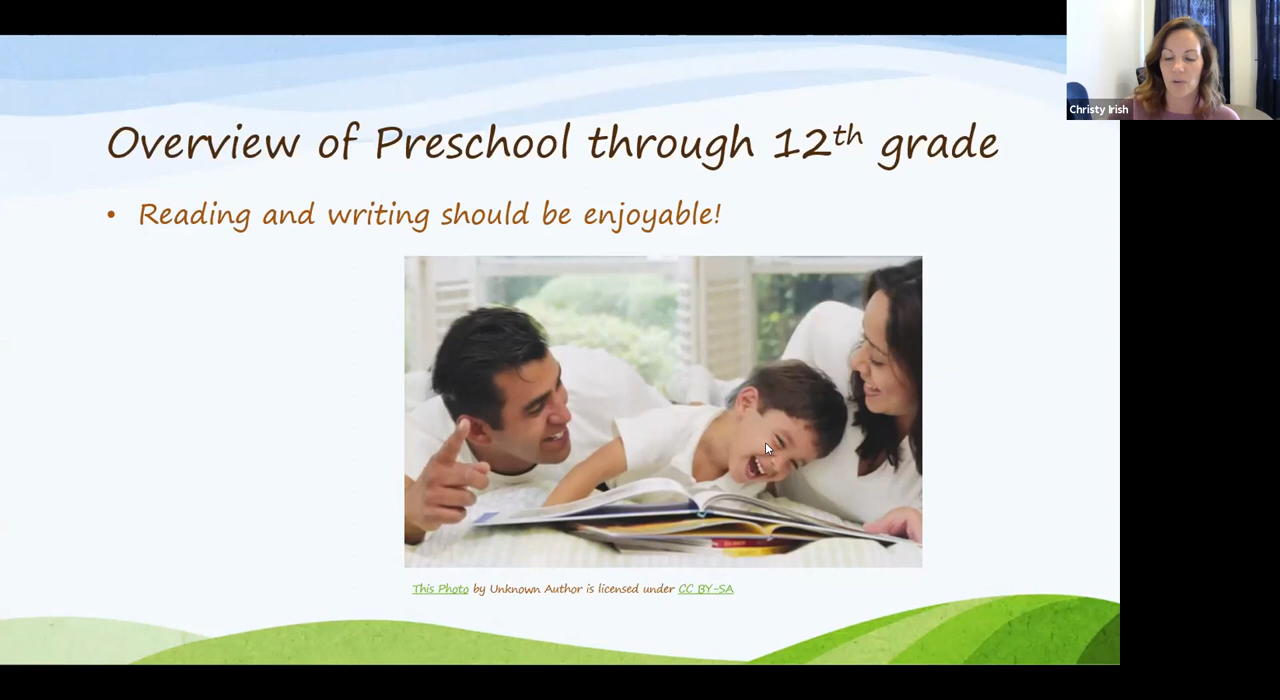 Christy Irish
Overview of Preschool through 12th grade
• Reading and writing should be enjoyable!
This Photo by Unknown Author is licensed under CC BY-SA